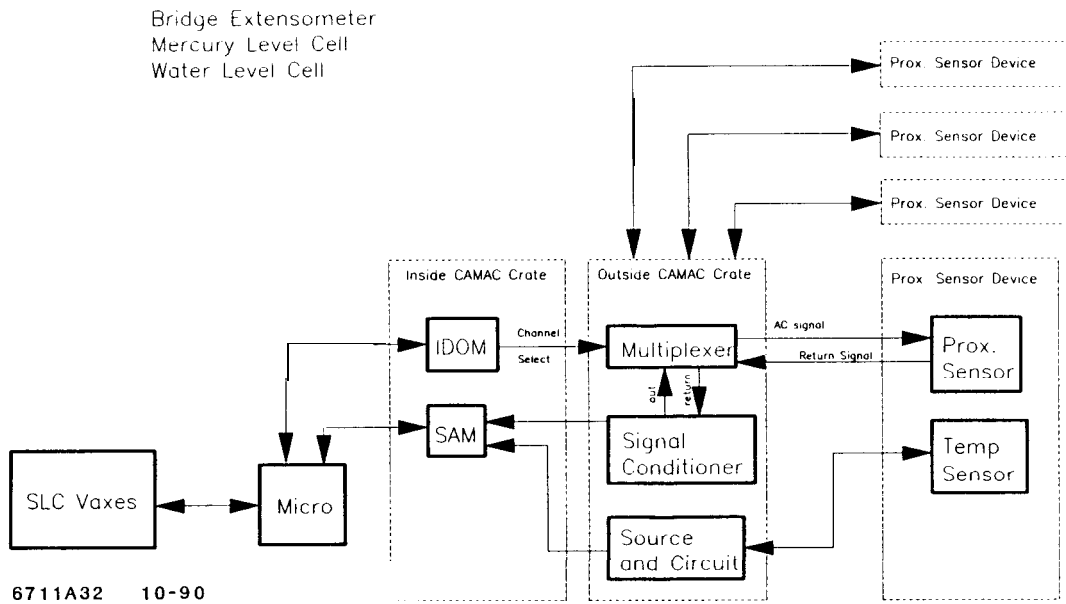 Bridge Extensometer
Mercury Level Cell
Water Level Cell
Prox. Sensor Device
Prox. Sensor Device
Prox. Sensor Device
Inside CAMAC Crate
Outside CAMAC Crate
Prox Sensor Device
IDOM
Channel
Select
Multiplexer
AC signal
Return Signal
Prox.
Sensor
out
return
SAM
Signal
Conditioner
Temp
Sensor
SLC Vaxes
Micro
Source
and Circuit
6711A32 10-90